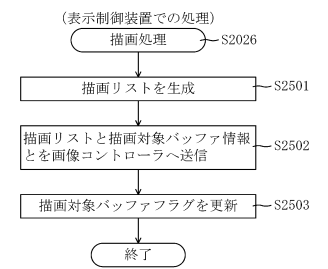 (表示制御装置での処理)
描画処理
S2026
描画リストを生成
S2501
描画リストと描画対象バッファ情報
とを画像コントローラへ送信
S2502
描画対象バッファフラグを更新
S2503
終了